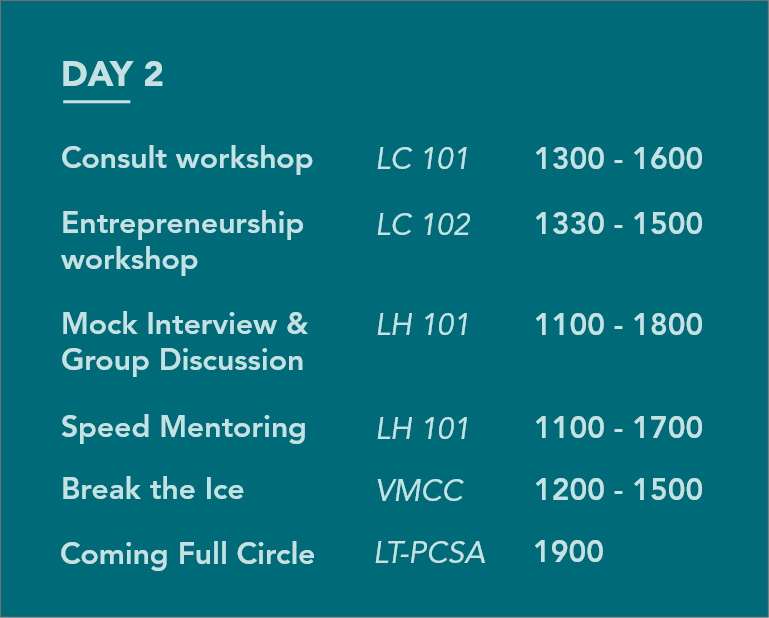 DAY 2
Consult workshop LC 101 1300 - 1600
Entrepreneurship LC 102 1330 - 1500
workshop
Mock Interview & LH 101 1100 - 1800
Group Discussion
Speed Mentoring LH 101 1100 - 1700
Break the Ice VMCC 1200 - 1500
Coming Full Circle LT-PCSA 1900